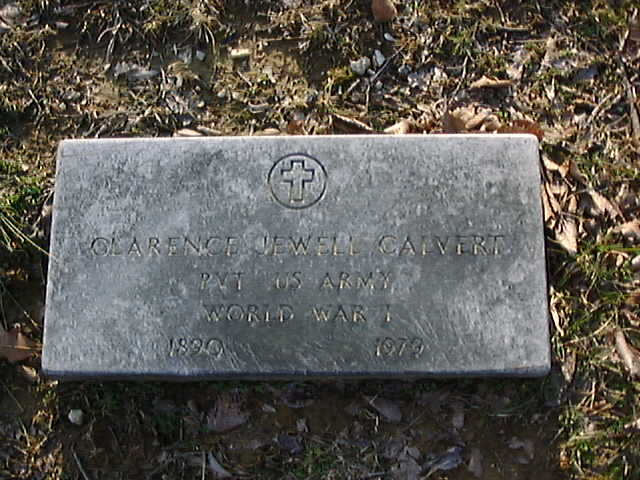 CLARENCE JEWELL CALVERT
PVT US ARMY
WORLD WAR I
1890 1979